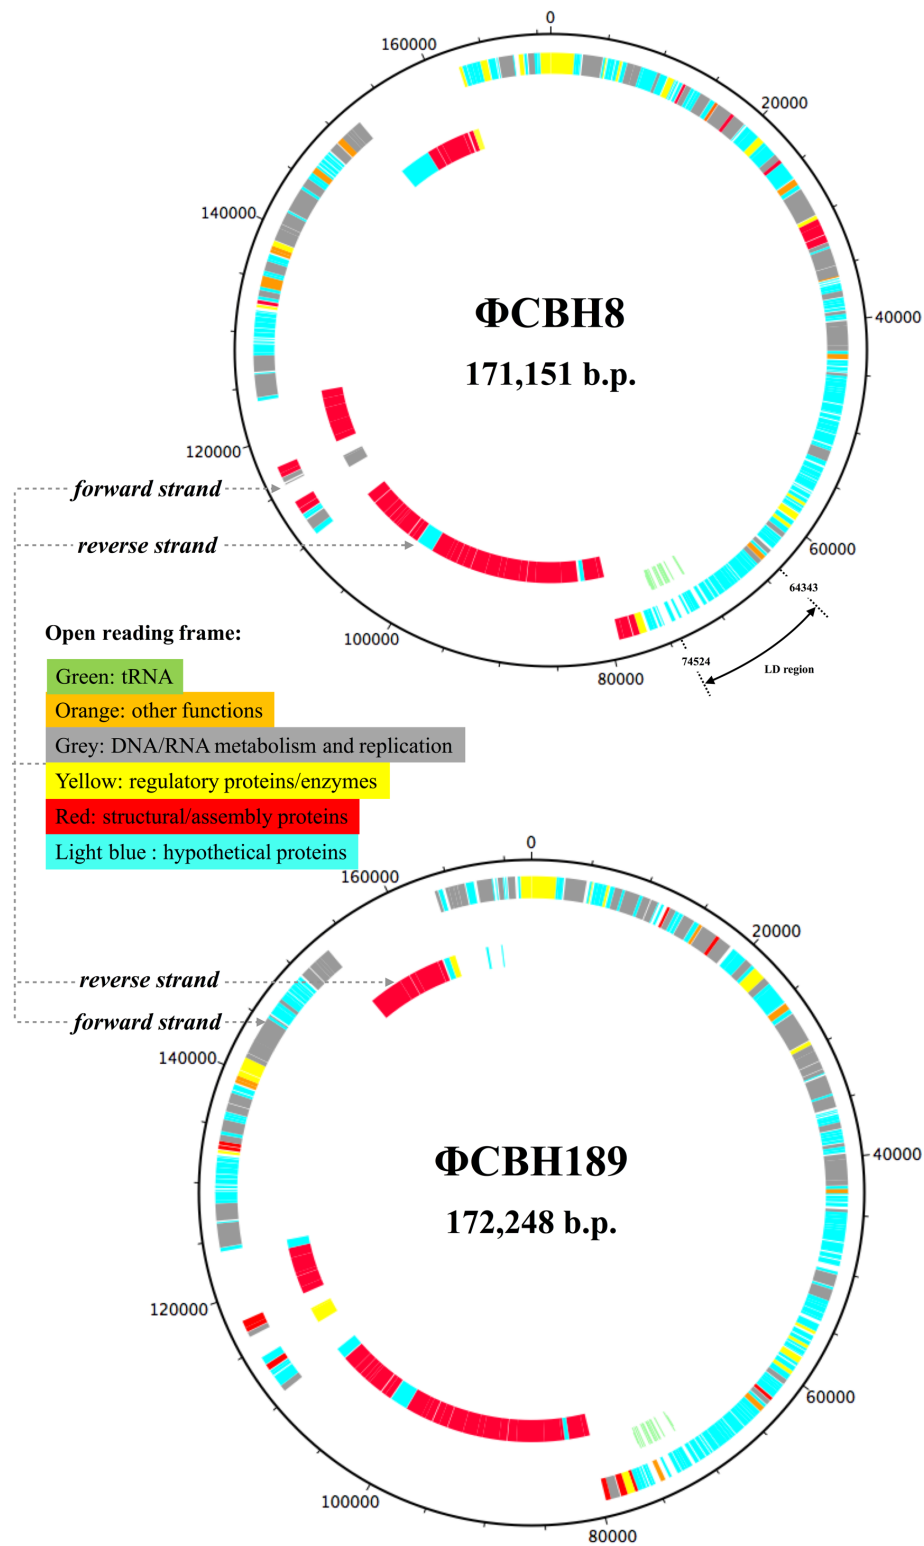 0
160000
20000
140000
ΦCBH8
171,151 b.p.
40000
120000
forward strand
reverse strand
60000
64343
74524
LD region
100000
80000
Open reading frame:
Green: tRNA
Orange: other functions
Grey: DNA/RNA metabolism and replication
Yellow: regulatory proteins/enzymes
Red: structural/assembly proteins
Light blue : hypothetical proteins
0
160000
20000
reverse strand
forward strand
140000
ΦCBH189
172,248 b.p.
40000
120000
60000
100000
80000